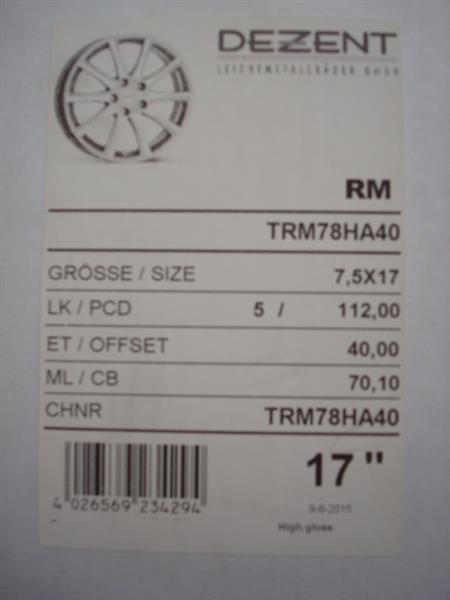 DEZENT
LEICHTMETALLRÄDER GmbH
RM
TRM78HA40
GRÖSSE / SIZE 7,5X17
LK / PCD 5 / 112,00
ET / OFFSET 40,00
ML / CB 70,10
CHNR TRM78HA40
17"
4 026569 234294
9-6-2015
High gloss